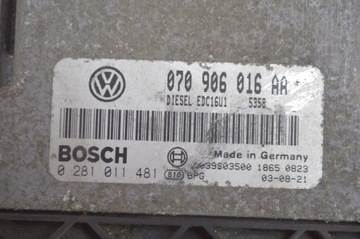 070 906 016 AA
DIESEL EDC16U1 5358
BOSCH
Made in Germany
1039S03500 1865 0823
0 281 011 481 810 BPG 03-08-21